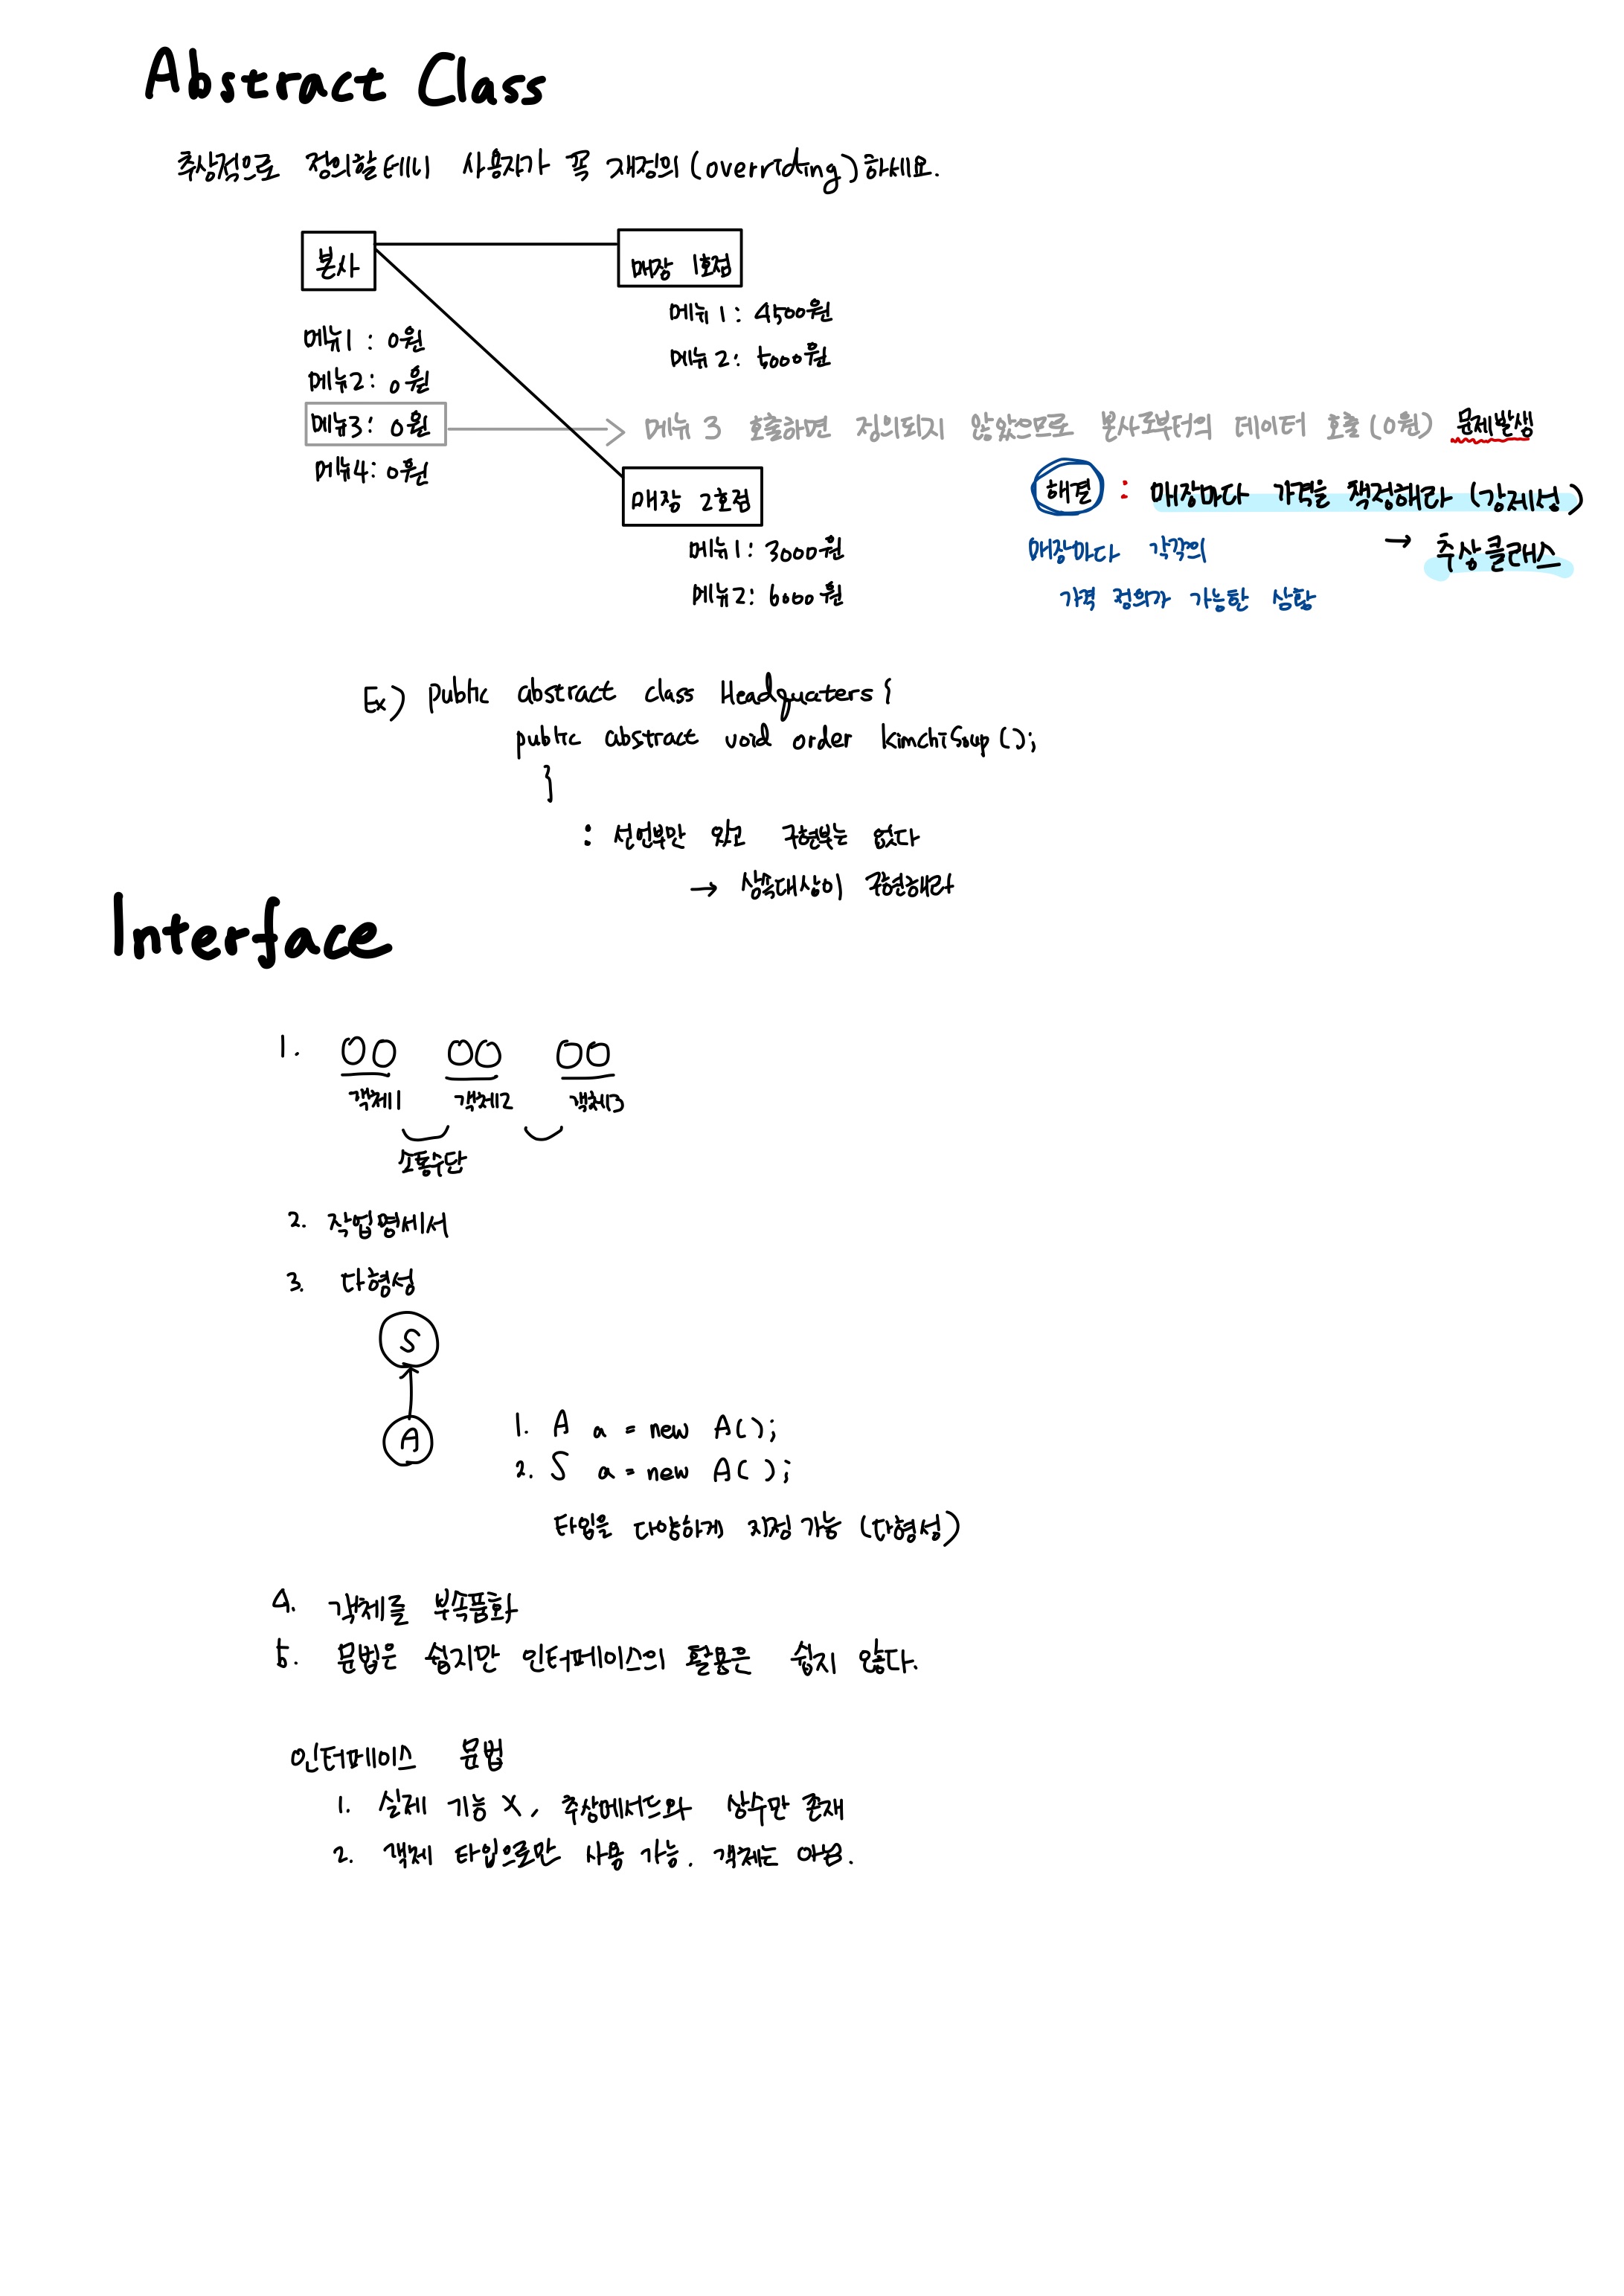 Abstract Class
추상적으로 정의할테니 사용자가 꼭 재정의(overriding)하세요.
본사
매장 1호점
메뉴1 : 4500원
메뉴2 : 5000원
메뉴1 : 0원
메뉴2 : 0원
메뉴3 : 0원
메뉴 3 호출하면 정의되지 않았으므로 본사로부터의 데이터 호출(0원) 문제발생
메뉴4 : 0원
매장 2호점
메뉴1 : 3000원
메뉴2 : 6000원
해결 : 매장마다 가격을 책정해라 (강제성)
→ 추상클래스
매장마다 각각의
가격 정의가 가능한 상황
Ex) public abstract class Headquaters {
public abstract void order kimchiSoup();
}
: 선언부만 있고 구현부는 없다
→ 상속대상이 구현해라
Interface
1. OO OO OO
객체1 객체2 객체3
소통수단
2. 작업명세서
3. 다형성
S
A
1. A a = new A();
2. S a = new A( );
타입을 다양하게 지정 가능 (다형성)
4. 객체를 부속품화
5. 문법은 쉽지만 인터페이스의 활용은 쉽지 않다.
인터페이스 문법
1. 실제 기능 X, 추상메서드와 상수만 존재
2. 객체 타입으로만 사용 가능. 객체는 아님.